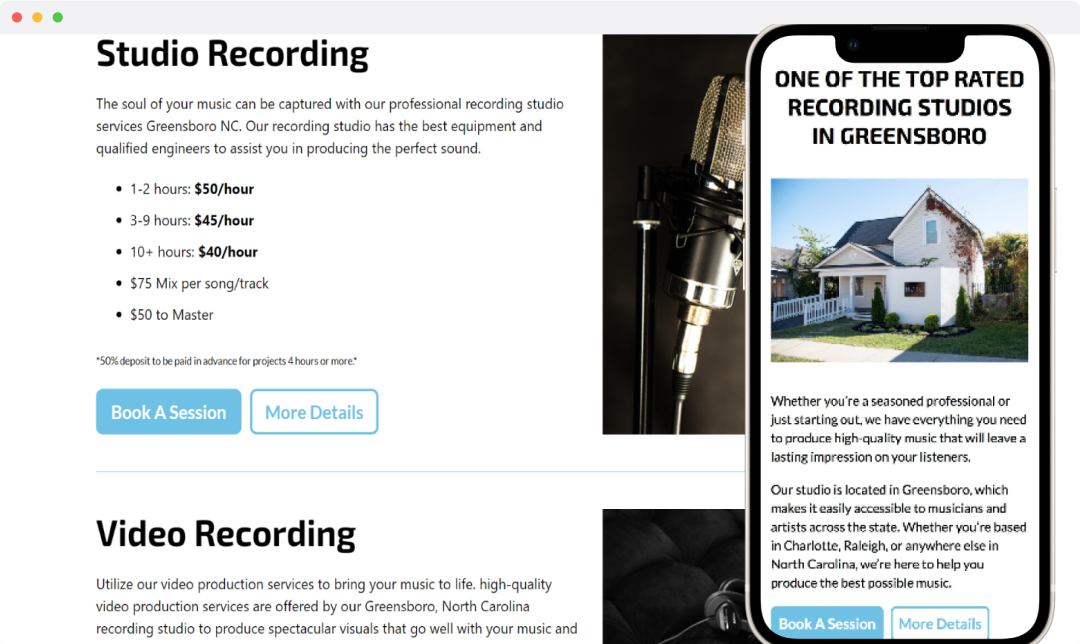 Studio Recording
The soul of your music can be captured with our professional recording studio
services Greensboro NC. Our recording studio has the best equipment and
qualified engineers to assist you in producing the perfect sound.
1-2 hours: $50/hour
3-9 hours: $45/hour
10+ hours: $40/hour
$75 Mix per song/track
$50 to Master
*50% deposit to be paid in advance for projects 4 hours or more.*
Book A Session
More Details
Video Recording
Utilize our video production services to bring your music to life. high-quality
video production services are offered by our Greensboro, North Carolina
recording studio to produce spectacular visuals that go well with your music and
ONE OF THE TOP RATED
RECORDING STUDIOS
IN GREENSBORO
Whether you're a seasoned professional or
just starting out, we have everything you need
to produce high-quality music that will leave a
lasting impression on your listeners.
Our studio is located in Greensboro, which
makes it easily accessible to musicians and
artists across the state. Whether you're based
in Charlotte, Raleigh, or anywhere else in
North Carolina, we're here to help you
produce the best possible music.
Book A Session
More Details